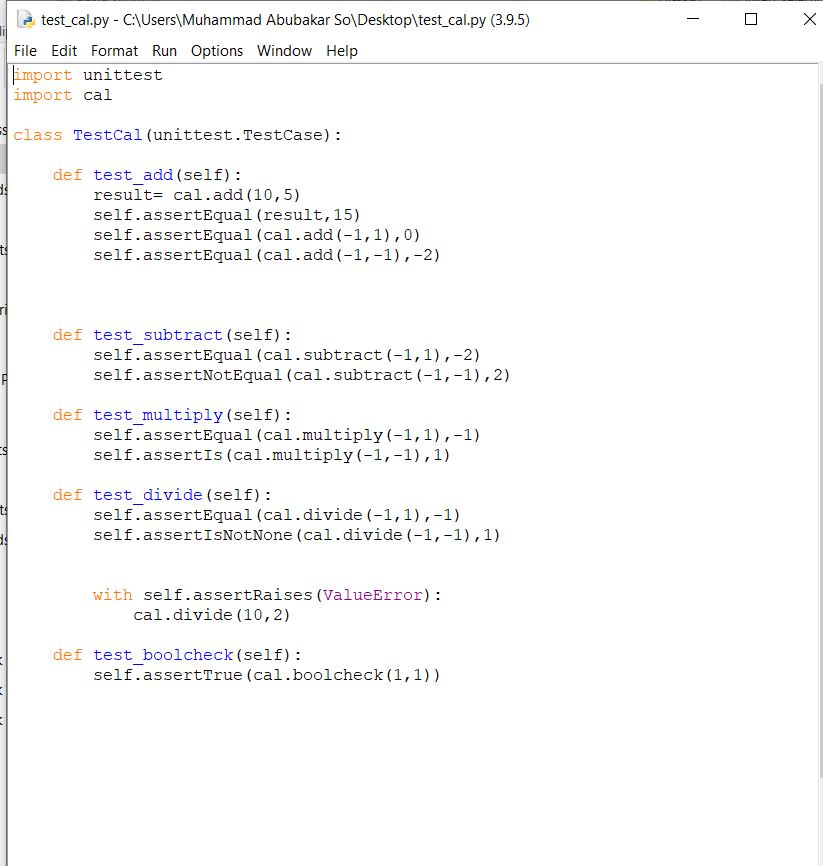 test_cal.py - C:\Users\Muhammad Abubakar So\Desktop\test_cal.py (3.9.5)
File Edit Format Run Options Window Help
import unittest
import cal
class TestCal(unittest.TestCase):
    def test_add(self):
        result= cal.add(10,5)
        self.assertEqual(result,15)
        self.assertEqual(cal.add(-1,1),0)
        self.assertEqual(cal.add(-1,-1),-2)
    def test_subtract(self):
        self.assertEqual(cal.subtract(-1,1),-2)
        self.assertNotEqual(cal.subtract(-1,-1),2)
    def test_multiply(self):
        self.assertEqual(cal.multiply(-1,1),-1)
        self.assertIs(cal.multiply(-1,-1),1)
    def test_divide(self):
        self.assertEqual(cal.divide(-1,1),-1)
        self.assertIsNotNone(cal.divide(-1,-1),1)
        with self.assertRaises(ValueError):
            cal.divide(10,2)
    def test_boolcheck(self):
        self.assertTrue(cal.boolcheck(1,1))